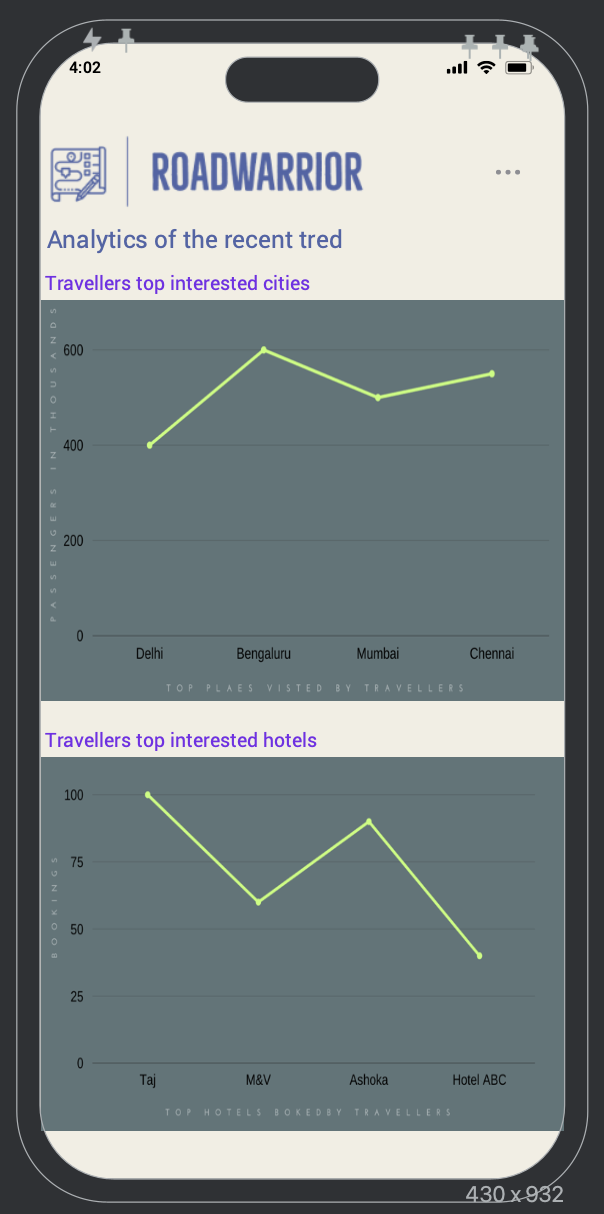 4:02
ROADWARRIOR
Analytics of the recent tred
Travellers top interested cities
PASSENGERS IN THOUSANDS
600
400
200
0
Delhi Bengaluru Mumbai Chennai
TOP PLAES VISTED BY TRAVELLERS
Travellers top interested hotels
BOOKINGS
100
75
50
25
0
Taj M&V Ashoka Hotel ABC
TOP HOTELS BOKEDBY TRAVELLERS
430 x 932